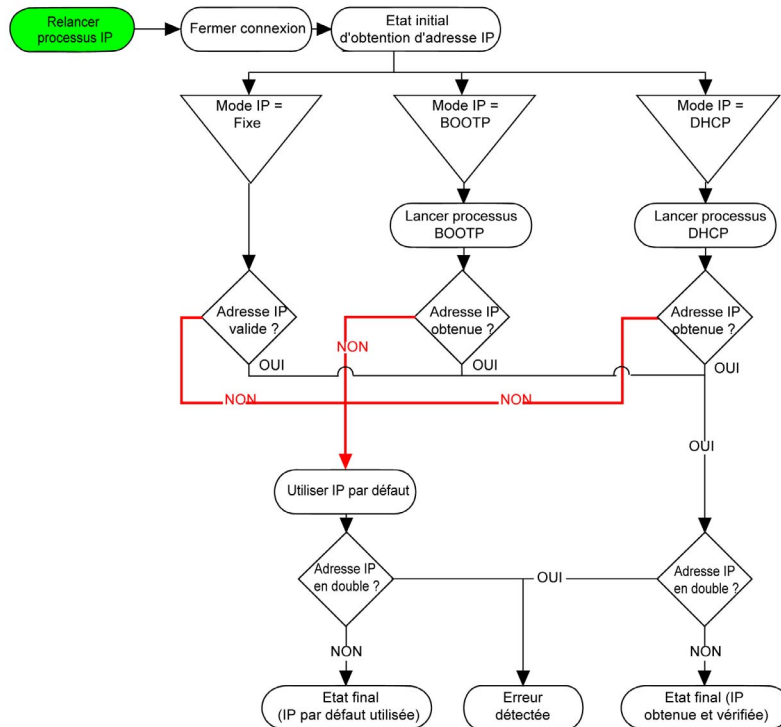 Relancer
processus IP
Fermer connexion
Etat initial
d'obtention d'adresse IP
Mode IP =
Fixe
Mode IP =
BOOTP
Mode IP =
DHCP
Lancer processus
BOOTP
Lancer processus
DHCP
Adresse IP
valide ?
Adresse IP
obtenue ?
Adresse IP
obtenue ?
NON
OUI
OUI
OUI
NON
NON
OUI
Utiliser IP par défaut
Adresse IP
en double ?
OUI
Adresse IP
en double ?
NON
NON
Etat final
(IP par défaut utilisée)
Erreur
détectée
Etat final (IP
obtenue et vérifiée)